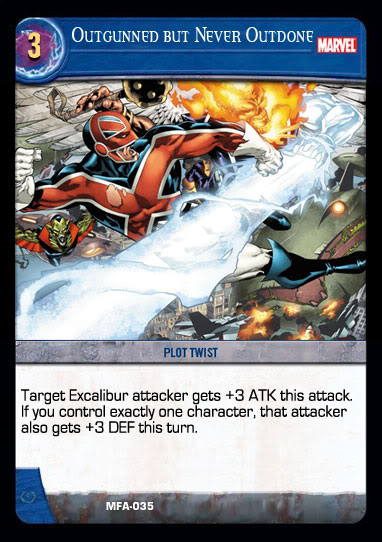 3
Outgunned but Never Outdone
MARVEL
PLOT TWIST
Target Excalibur attacker gets +3 ATK this attack.
If you control exactly one character, that attacker
also gets +3 DEF this turn.
MFA-035